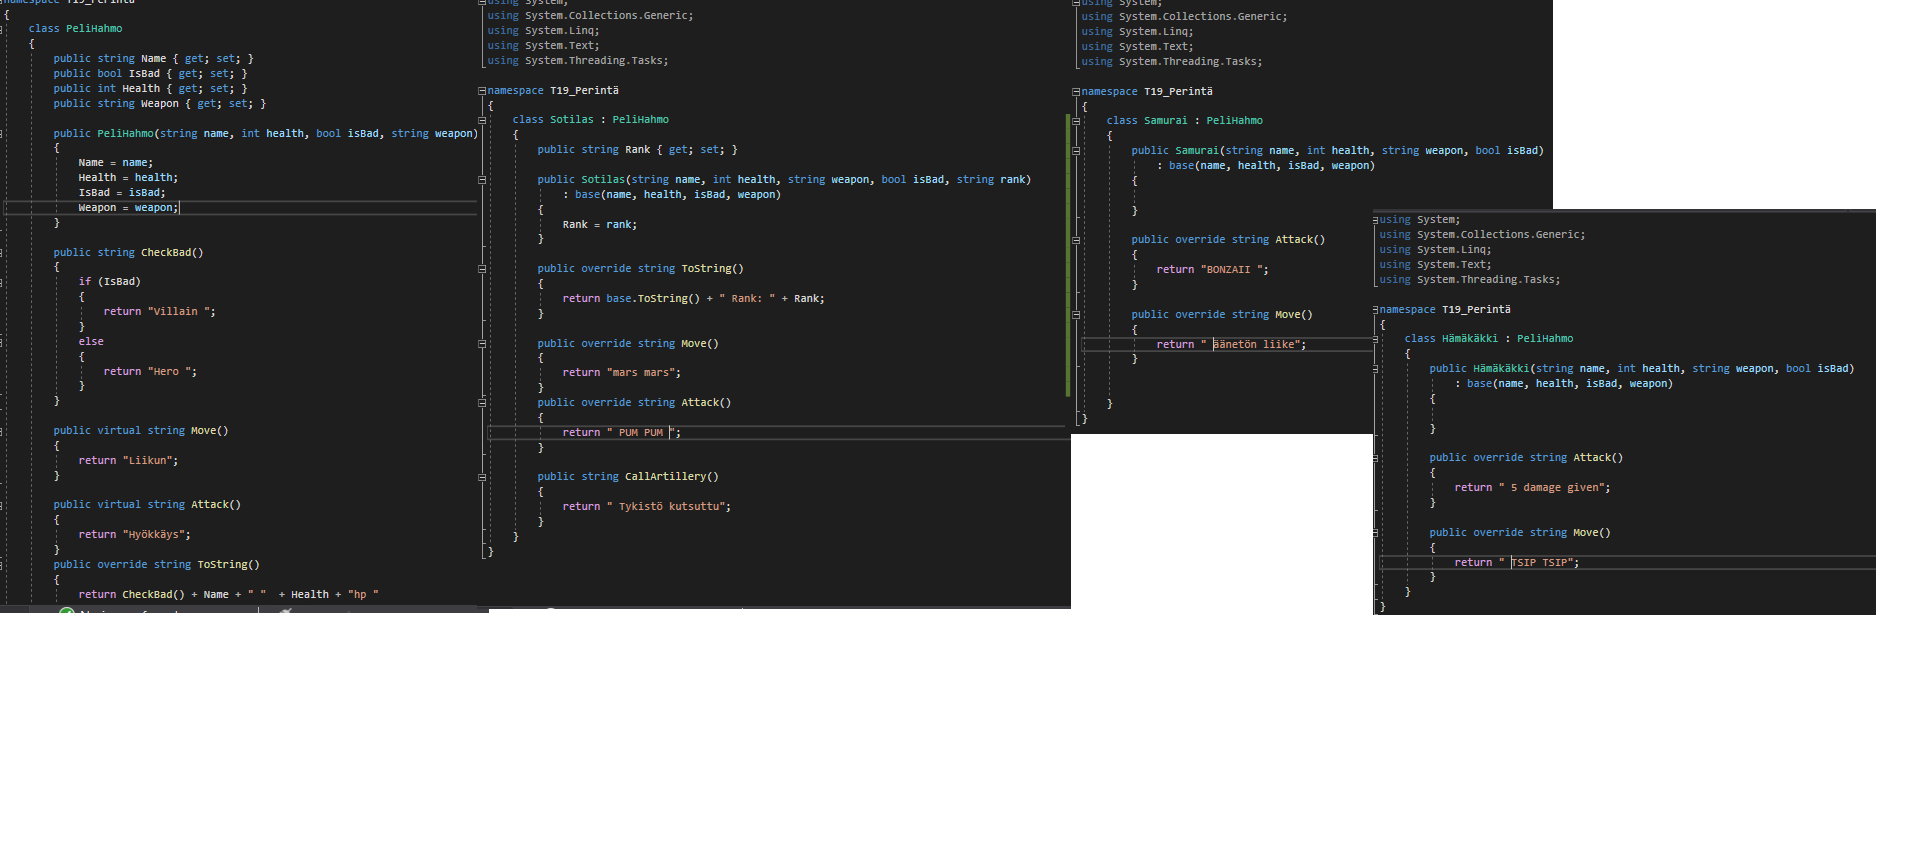 namespace T19_Perintä
{
class PeliHahmo
{
public string Name { get; set; }
public bool IsBad { get; set; }
public int Health { get; set; }
public string Weapon { get; set; }
public PeliHahmo(string name, int health, bool isBad, string weapon)
{
Name = name;
Health = health;
IsBad = isBad;
Weapon = weapon;
}
public string CheckBad()
{
if (IsBad)
{
return "Villain ";
}
else
{
return "Hero ";
}
}
public virtual string Move()
{
return "Liikun";
}
public virtual string Attack()
{
return "Hyökkäys";
}
public override string ToString()
{
return CheckBad() + Name + " "  + Health + "hp "
using System;
using System.Collections.Generic;
using System.Linq;
using System.Text;
using System.Threading.Tasks;
namespace T19_Perintä
{
class Sotilas : PeliHahmo
{
public string Rank { get; set; }
public Sotilas(string name, int health, string weapon, bool isBad, string rank)
: base(name, health, isBad, weapon)
{
Rank = rank;
}
public override string ToString()
{
return base.ToString() + " Rank: " + Rank;
}
public override string Move()
{
return "mars mars";
}
public override string Attack()
{
return " PUM PUM ";
}
public string CallArtillery()
{
return " Tykistö kutsuttu";
}
}
}
using System;
using System.Collections.Generic;
using System.Linq;
using System.Text;
using System.Threading.Tasks;
namespace T19_Perintä
{
class Samurai : PeliHahmo
{
public Samurai(string name, int health, string weapon, bool isBad)
: base(name, health, isBad, weapon)
{
}
public override string Attack()
{
return "BONZAII ";
}
public override string Move()
{
return " äänetön liike";
}
}
}
using System;
using System.Collections.Generic;
using System.Linq;
using System.Text;
using System.Threading.Tasks;
namespace T19_Perintä
{
class Hämäkäkki : PeliHahmo
{
public Hämäkäkki(string name, int health, string weapon, bool isBad)
: base(name, health, isBad, weapon)
{
}
public override string Attack()
{
return " 5 damage given";
}
public override string Move()
{
return " TSIP TSIP";
}
}
}